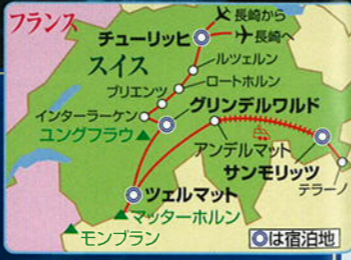 フランス
長崎から
チューリッヒ
長崎へ
スイス
ルツェルン
ロートホルン
ブリエンツ
グリンデルワルド
インターラーケン
ユングフラウ
アンデルマット
サンモリッツ
テラーノ
ツェルマット
マッターホルン
モンブラン
◎は宿泊地